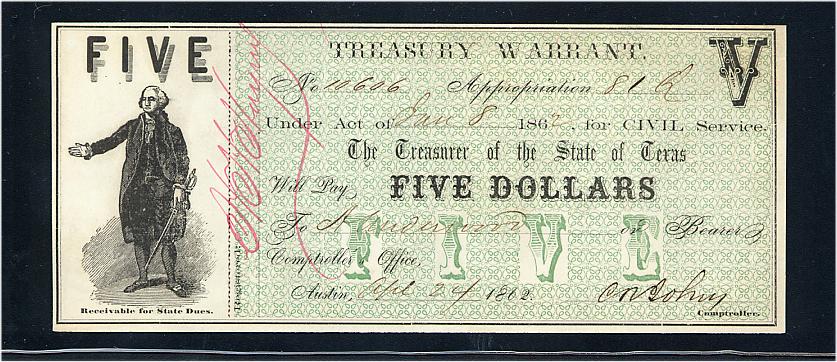 FIVE
TREASURY WARRANT.
V
No 10606 Appropriation 81 R
Under Act of Jan 8 1862, for CIVIL Service.
The Treasurer of the State of Texas
Will Pay, FIVE DOLLARS
To or Bearer
FIVE
Comptroller's Office,
Austin, Apl 24 1862.
Comptroller.
Receivable for State Dues.
Registered: